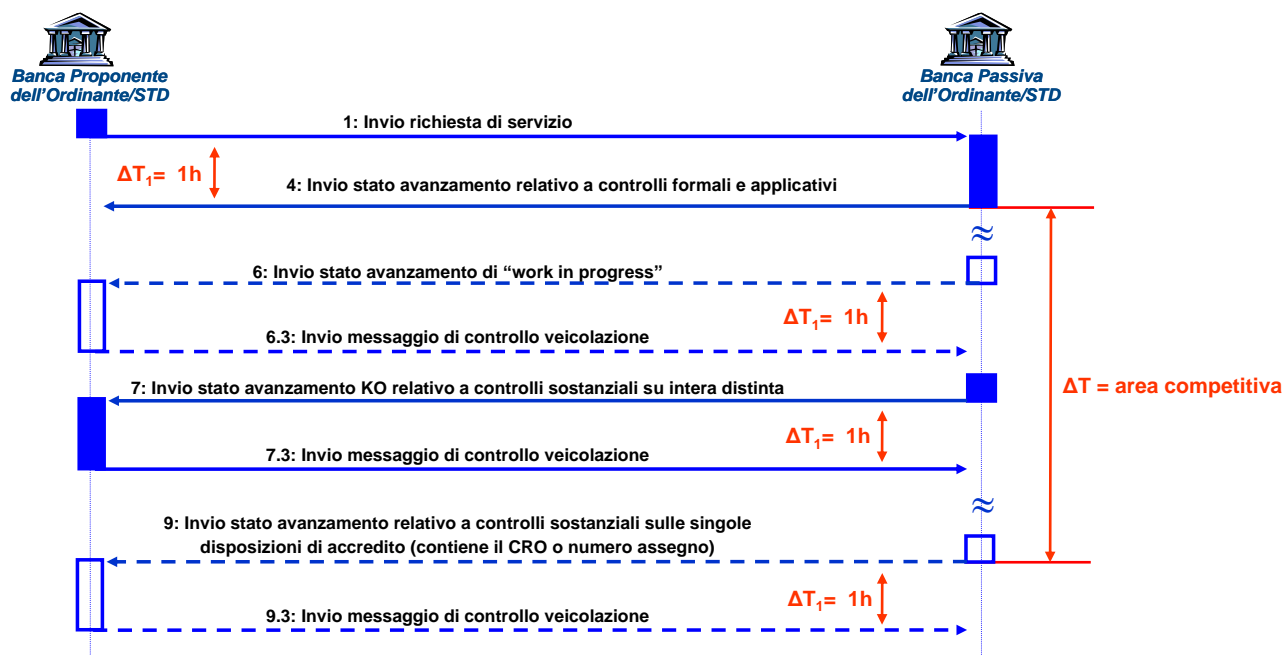 Banca Proponente
dell'Ordinante/STD
Banca Passiva
dell'Ordinante/STD
1: Invio richiesta di servizio
ΔT₁= 1h
4: Invio stato avanzamento relativo a controlli formali e applicativi
≈
6: Invio stato avanzamento di “work in progress”
ΔT₁= 1h
6.3: Invio messaggio di controllo veicolazione
7: Invio stato avanzamento KO relativo a controlli sostanziali su intera distinta
ΔT = area competitiva
ΔT₁= 1h
7.3: Invio messaggio di controllo veicolazione
≈
9: Invio stato avanzamento relativo a controlli sostanziali sulle singole
disposizioni di accredito (contiene il CRO o numero assegno)
ΔT₁= 1h
9.3: Invio messaggio di controllo veicolazione